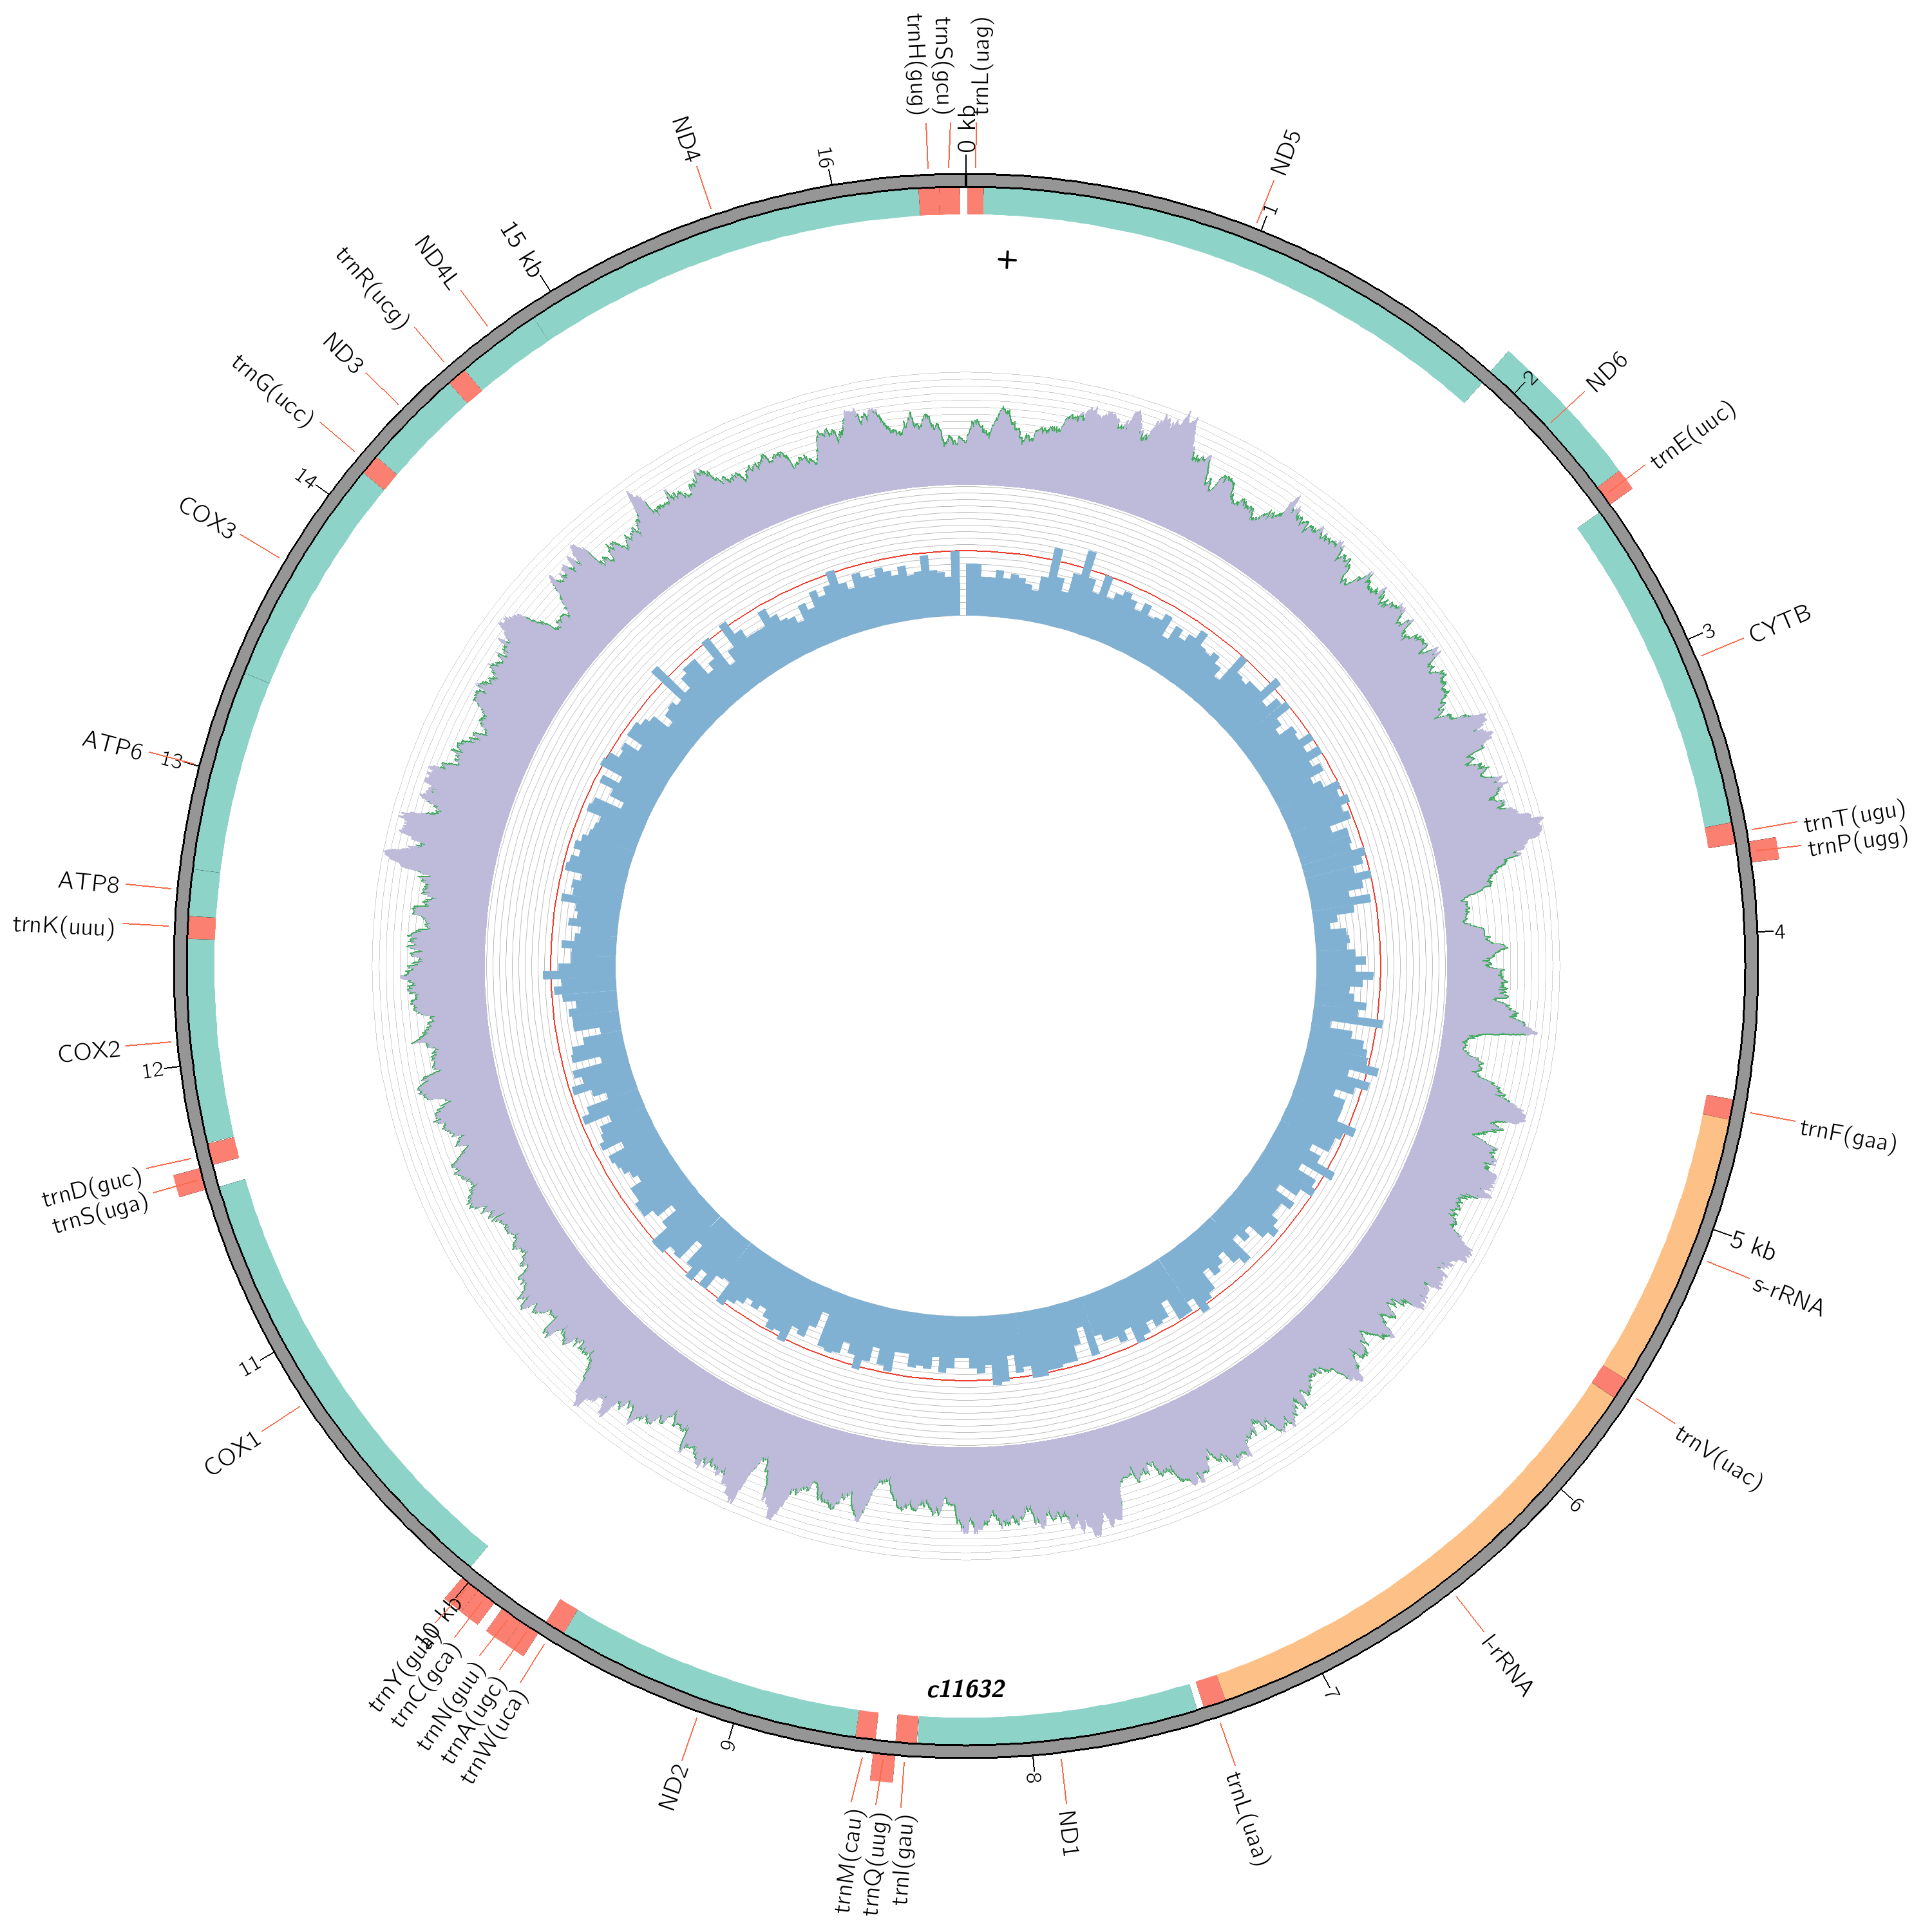 trnH(gug)
trnS(gcu)
trnL(uag)
0 kb
ND5
1
+
2
ND6
trnE(uuc)
3
CYTB
trnT(ugu)
trnP(ugg)
4
trnF(gaa)
5 kb
s-rRNA
trnV(uac)
6
l-rRNA
7
trnL(uaa)
c11632
8
ND1
trnI(gau)
trnQ(uug)
trnM(cau)
9
ND2
trnW(uca)
trnA(ugc)
trnN(guu)
trnC(gca)
trnY(gua)
10 kb
COX1
11
trnS(uga)
trnD(guc)
12
COX2
trnK(uuu)
ATP8
ATP6
13
COX3
14
trnG(ucc)
ND3
trnR(ucg)
ND4L
15 kb
ND4
16